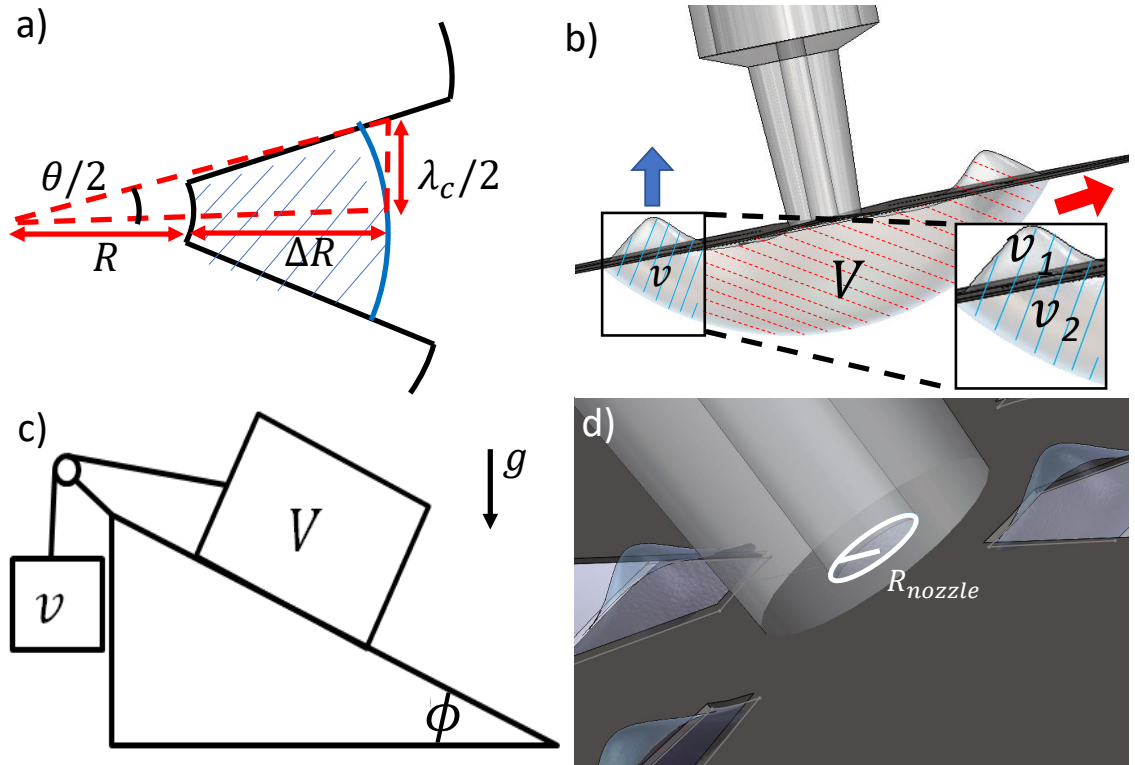 a)
θ/2
R
ΔR
λ_c/2
b)
v
V
v_1
v_2
c)
V
g
v
ϕ
d)
R_nozzle